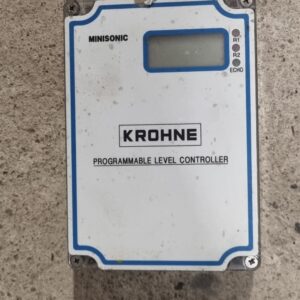 MINISONIC
R1
R2
ECHO
KROHNE
PROGRAMMABLE LEVEL CONTROLLER